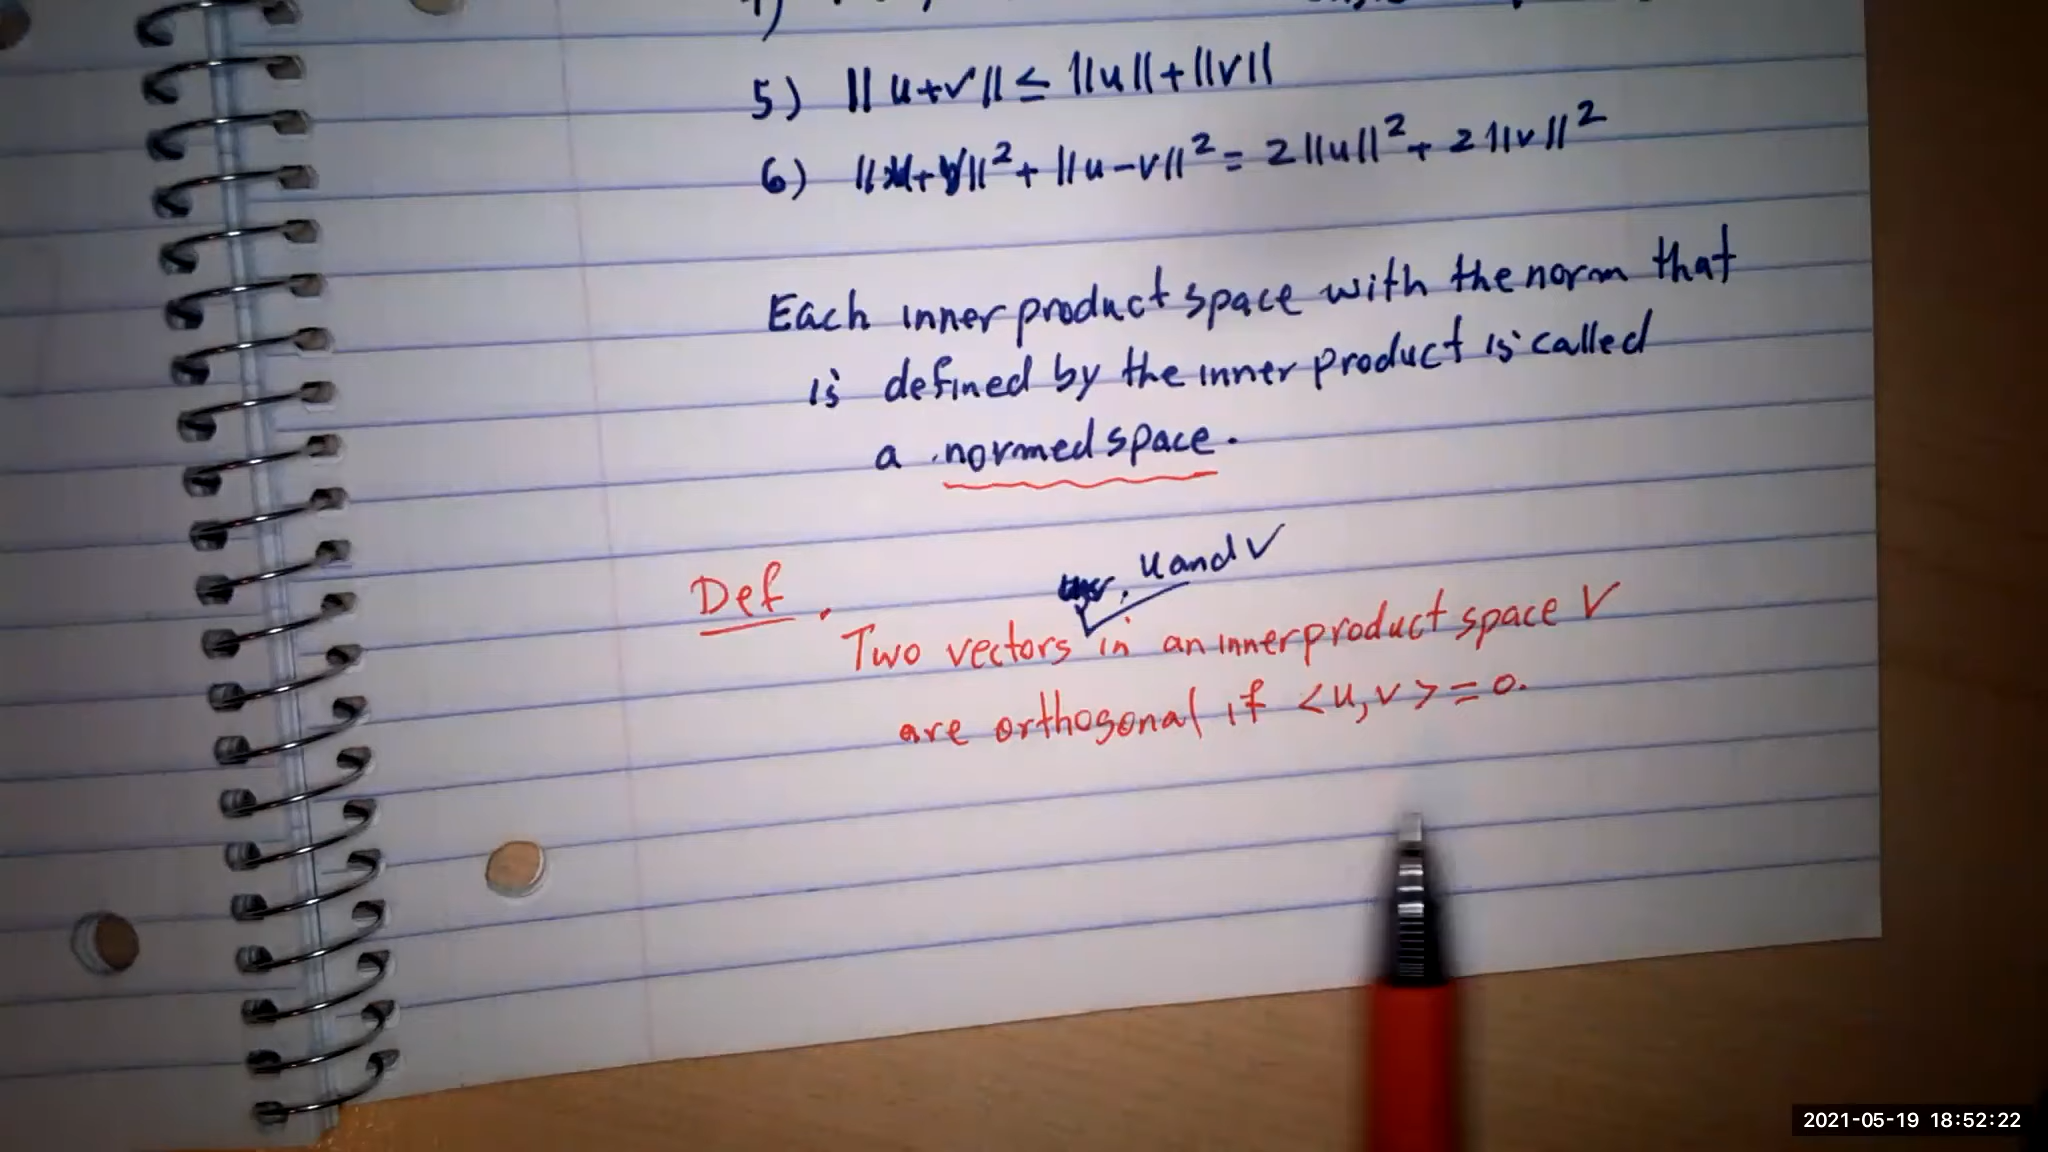 5) ||u+v|| ≤ ||u|| + ||v||
6) ||u+v||² + ||u-v||² = 2||u||² + 2||v||²
Each inner product space with the norm that
is defined by the inner product is called
a normed space.
u and v
Def. Two vectors in an inner product space V
are orthogonal if <u,v> = 0.
2021-05-19 18:52:22